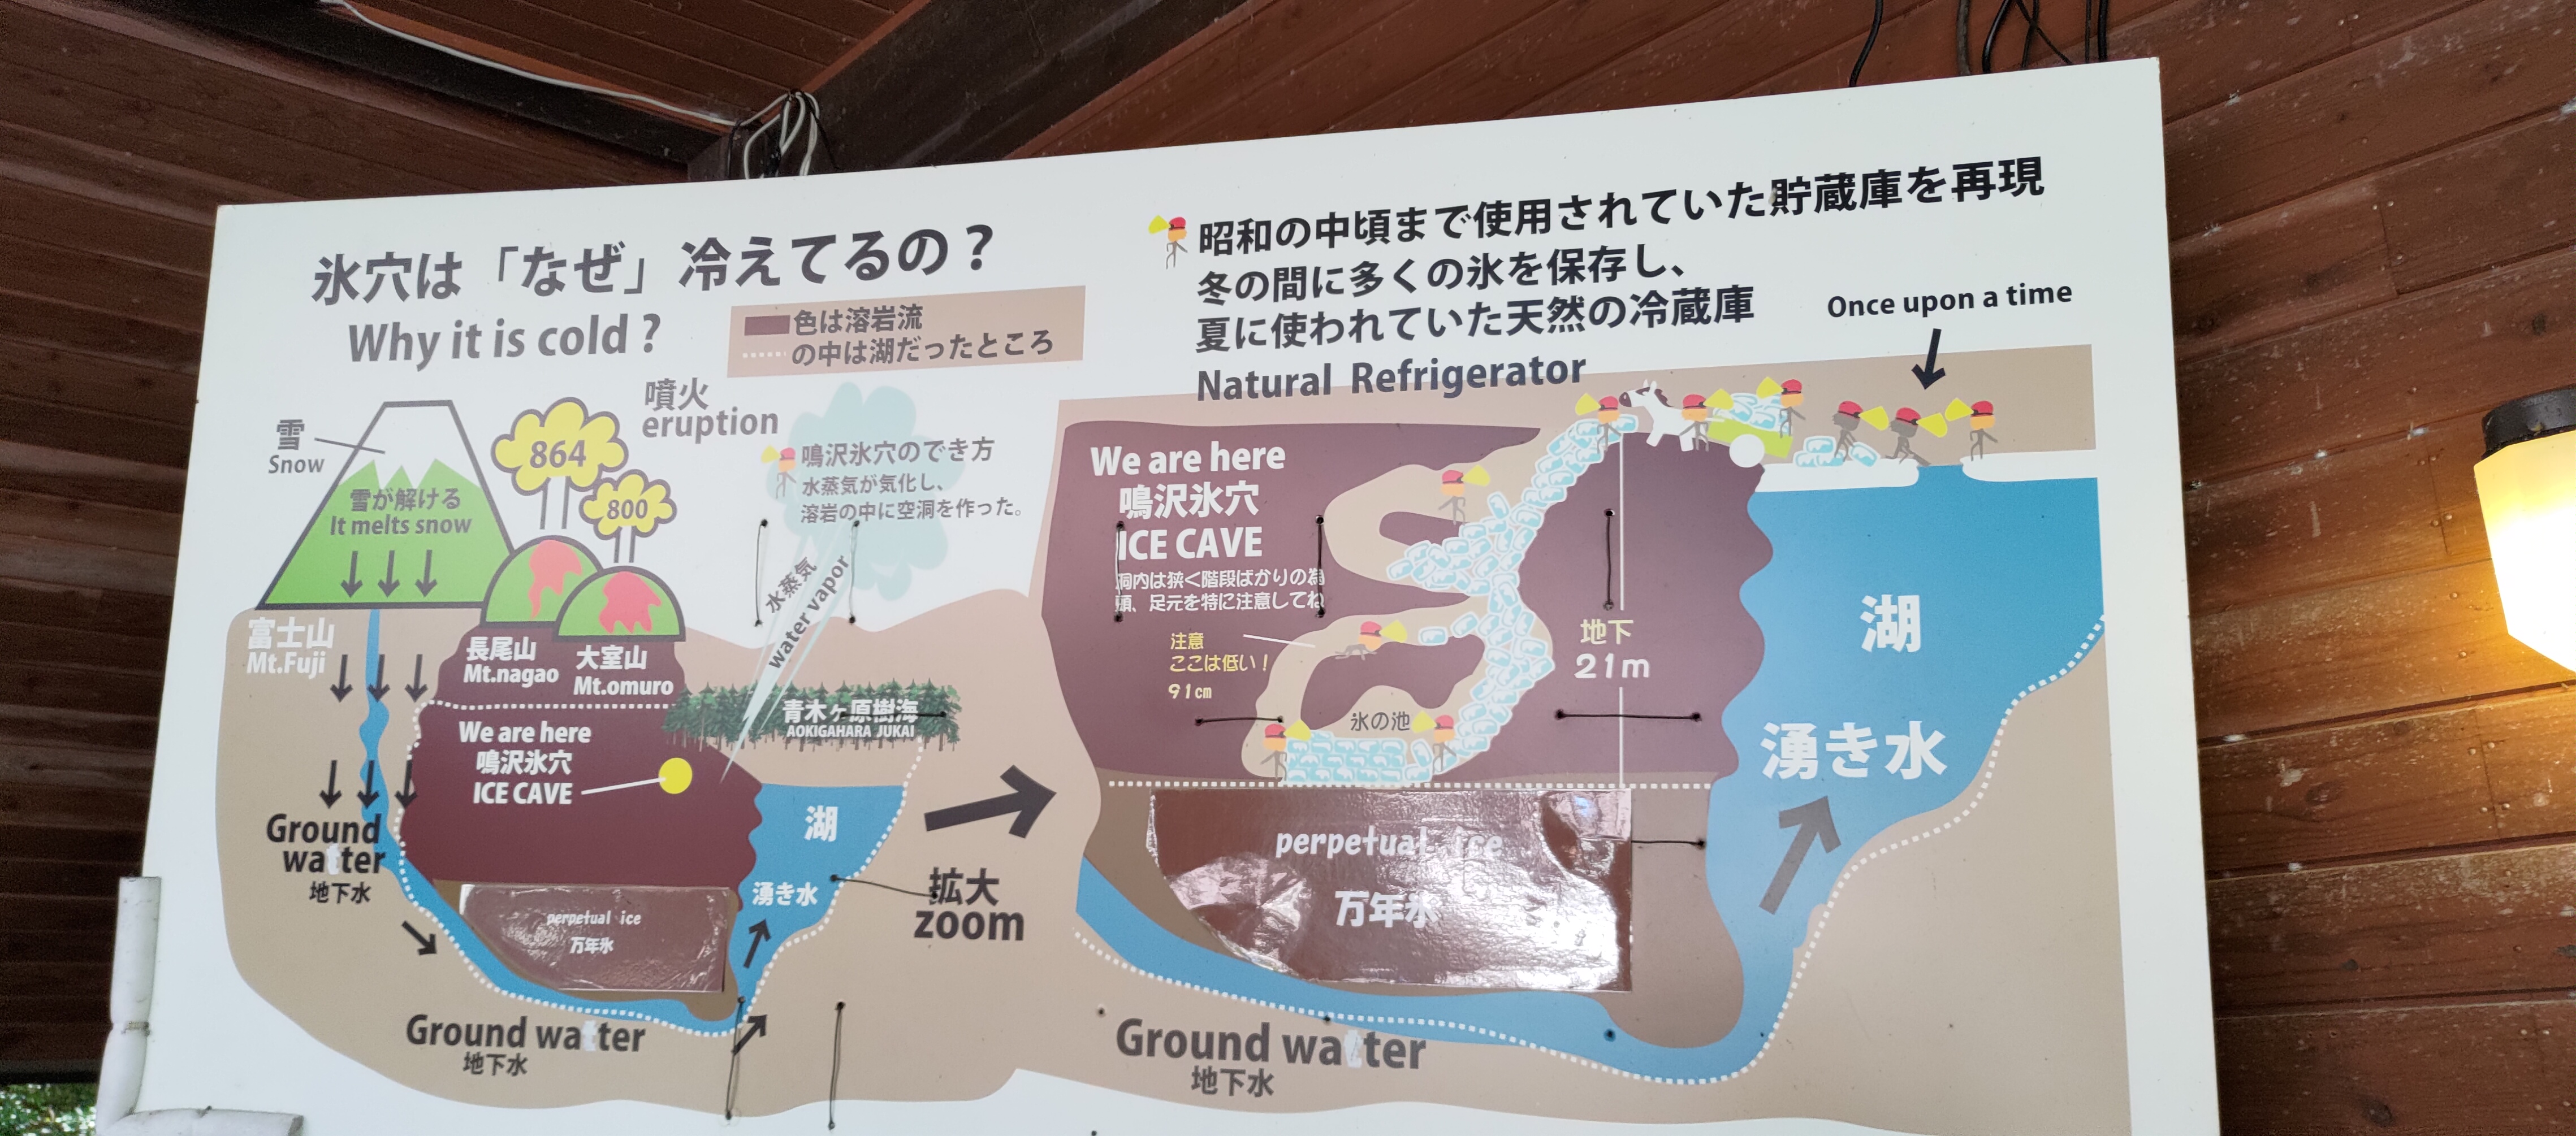 氷穴は「なぜ」冷えてるの？
Why it is cold ?
色は溶岩流
の中は湖だったところ
噴火
eruption
雪
Snow
864
800
雪が解ける
It melts snow
鳴沢氷穴のでき方
水蒸気が気化し、
溶岩の中に空洞を作った。
水蒸気
water vapor
富士山
Mt.Fuji
長尾山
Mt.nagao
大室山
Mt.omuro
青木ヶ原樹海
AOKIGAHARA JUKAI
We are here
鳴沢氷穴
ICE CAVE
Ground
water
地下水
湖
湧き水
perpetual ice
万年氷
Ground water
地下水
拡大
zoom
昭和の中頃まで使用されていた貯蔵庫を再現
冬の間に多くの氷を保存し、
夏に使われていた天然の冷蔵庫
Natural Refrigerator
Once upon a time
We are here
鳴沢氷穴
ICE CAVE
洞内は狭く階段ばかりの為
頭、足元を特に注意してね
注意
ここは低い！
91cm
氷の池
地下
21m
湖
湧き水
perpetual ice
万年氷
Ground water
地下水